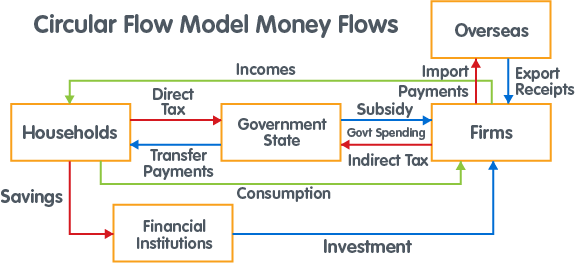 Circular Flow Model Money Flows
Overseas
Incomes
Import
Payments
Export
Receipts
Direct
Tax
Subsidy
Households
Government
State
Govt Spending
Firms
Transfer
Payments
Indirect Tax
Savings
Consumption
Financial
Institutions
Investment